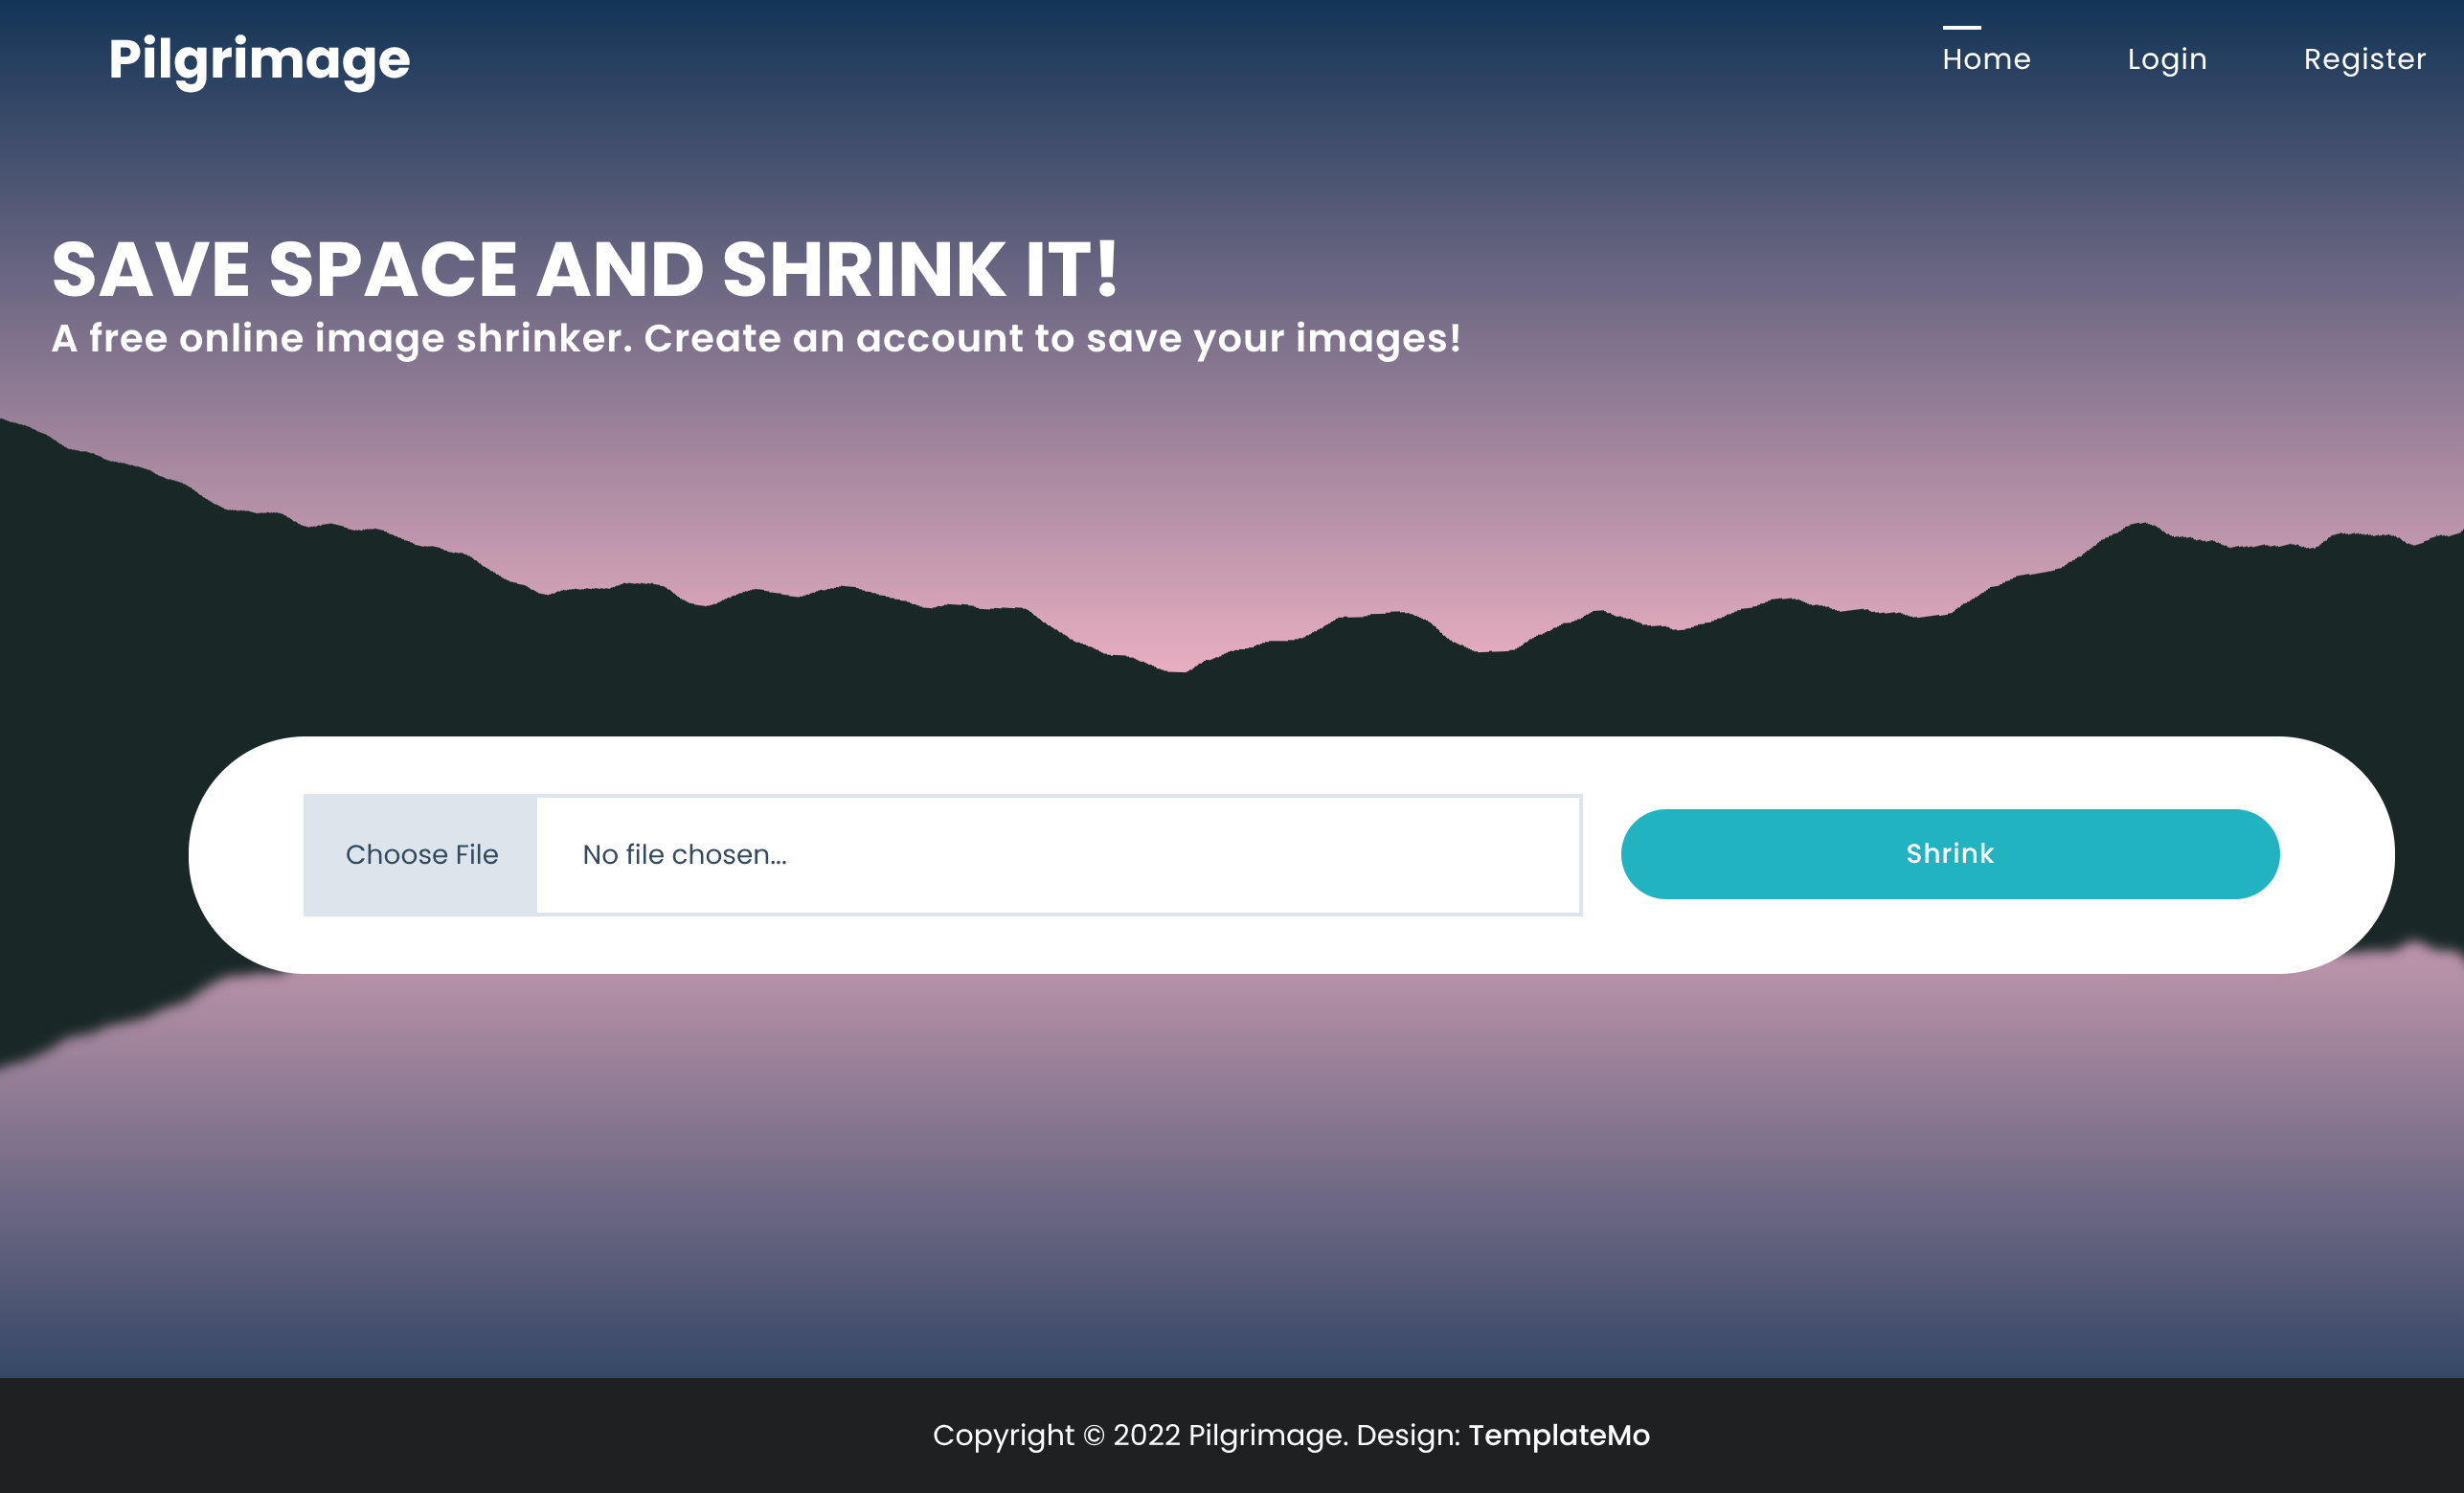 Pilgrimage
Home
Login
Register
SAVE SPACE AND SHRINK IT!
A free online image shrinker. Create an account to save your images!
Choose File
No file chosen...
Shrink
Copyright © 2022 Pilgrimage. Design: TemplateMo